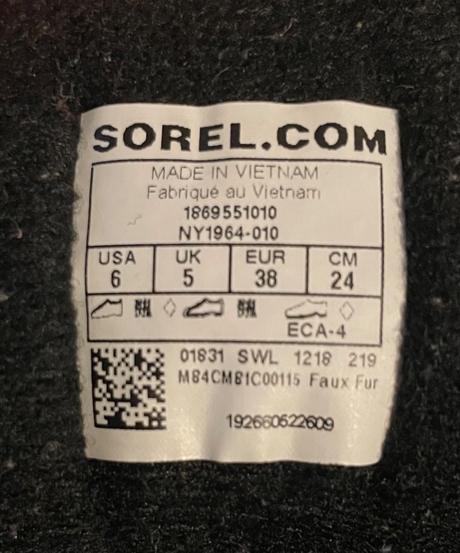 SOREL.COM
MADE IN VIETNAM
Fabriqué au Vietnam
1869551010
NY1964-010
USA UK EUR CM
6 5 38 24
ECA-4
01831 SWL 1218 219
M84CM81C00115 Faux Fur
192660522609